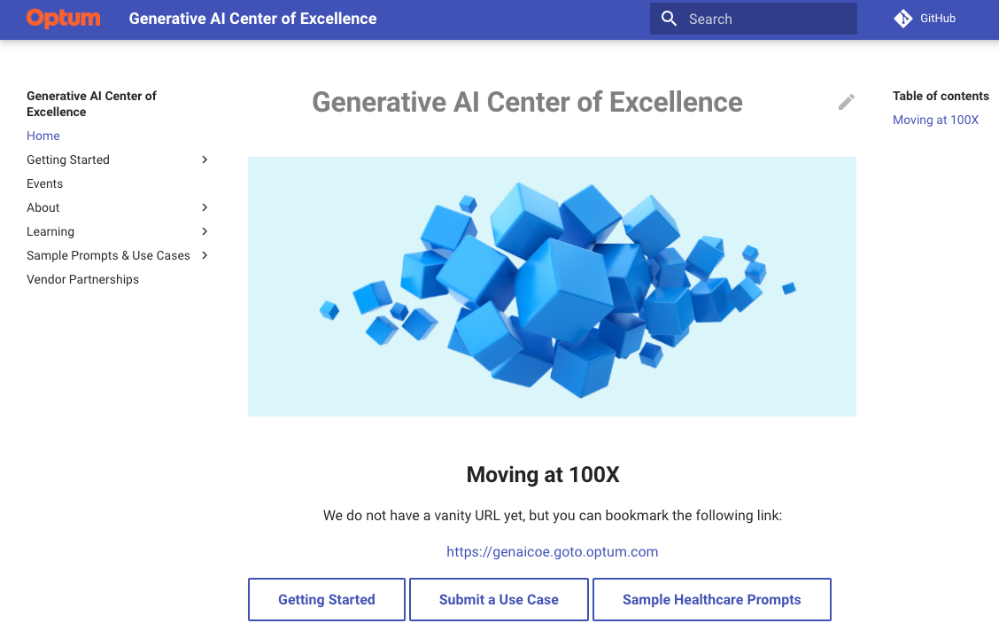 Optum
Generative AI Center of Excellence
Search
GitHub
Generative AI Center of
Excellence
Home
Getting Started
Events
About
Learning
Sample Prompts & Use Cases
Vendor Partnerships
Generative AI Center of Excellence
Table of contents
Moving at 100X
Moving at 100X
We do not have a vanity URL yet, but you can bookmark the following link:
https://genaicoe.goto.optum.com
Getting Started
Submit a Use Case
Sample Healthcare Prompts